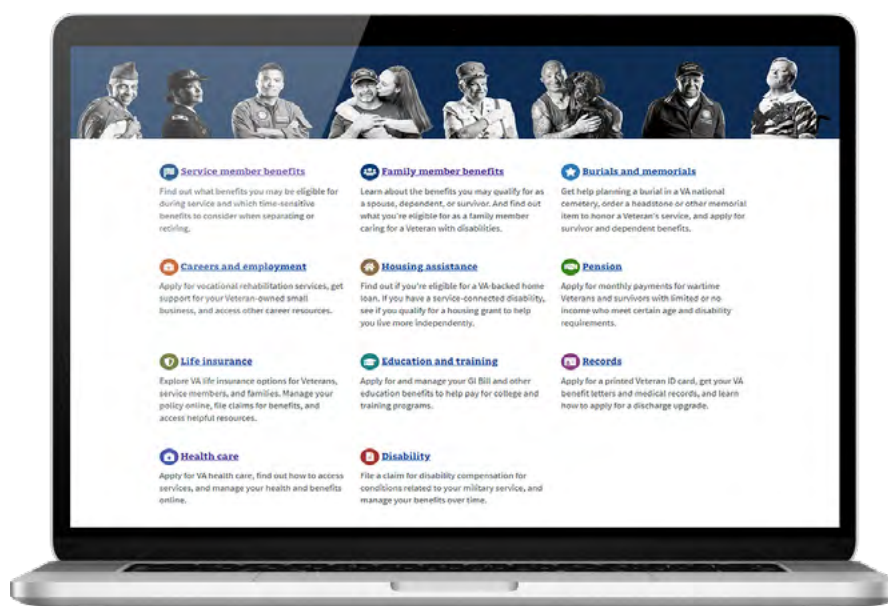 Service member benefits
Find out what benefits you may be eligible for
during service and which time-sensitive
benefits to consider when separating or
retiring.
Family member benefits
Learn about the benefits you may qualify for as
a spouse, dependent, or survivor. And find out
what you're eligible for as a family member
caring for a Veteran with disabilities.
Burials and memorials
Get help planning a burial in a VA national
cemetery, order a headstone or other memorial
item to honor a Veteran's service, and apply for
survivor and dependent benefits.
Careers and employment
Apply for vocational rehabilitation services, get
support for your Veteran-owned small
business, and access other career resources.
Housing assistance
Find out if you're eligible for a VA-backed home
loan. If you have a service-connected disability,
see if you qualify for a housing grant to help
you live more independently.
Pension
Apply for monthly payments for wartime
Veterans and survivors with limited or no
income who meet certain age and disability
requirements.
Life insurance
Explore VA life insurance options for Veterans,
service members, and families. Manage your
policy online, file claims for benefits, and
access helpful resources.
Education and training
Apply for and manage your GI Bill and other
education benefits to help pay for college and
training programs.
Records
Apply for a printed Veteran ID card, get your VA
benefit letters and medical records, and learn
how to apply for a discharge upgrade.
Health care
Apply for VA health care, find out how to access
services, and manage your health and benefits
online.
Disability
File a claim for disability compensation for
conditions related to your military service, and
manage your benefits over time.